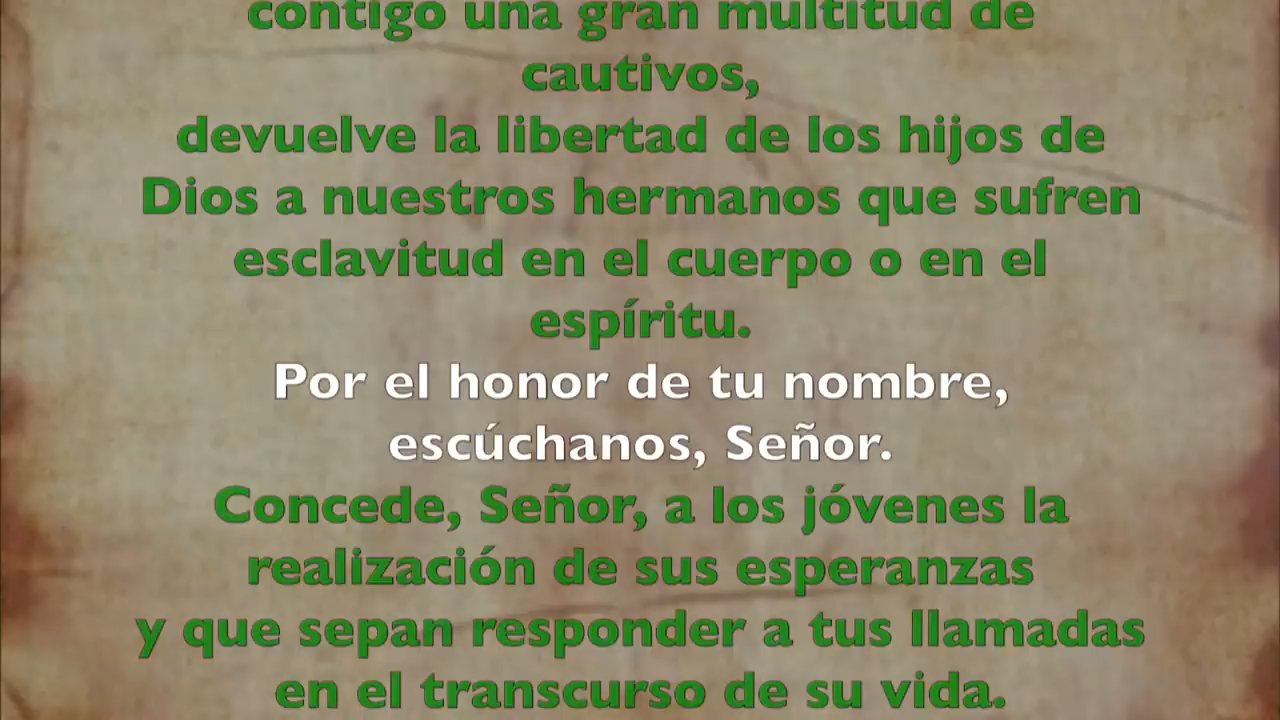 contigo una gran multitud de
cautivos,
devuelve la libertad de los hijos de
Dios a nuestros hermanos que sufren
esclavitud en el cuerpo o en el
espíritu.
Por el honor de tu nombre,
escúchanos, Señor.
Concede, Señor, a los jóvenes la
realización de sus esperanzas
y que sepan responder a tus llamadas
en el transcurso de su vida.